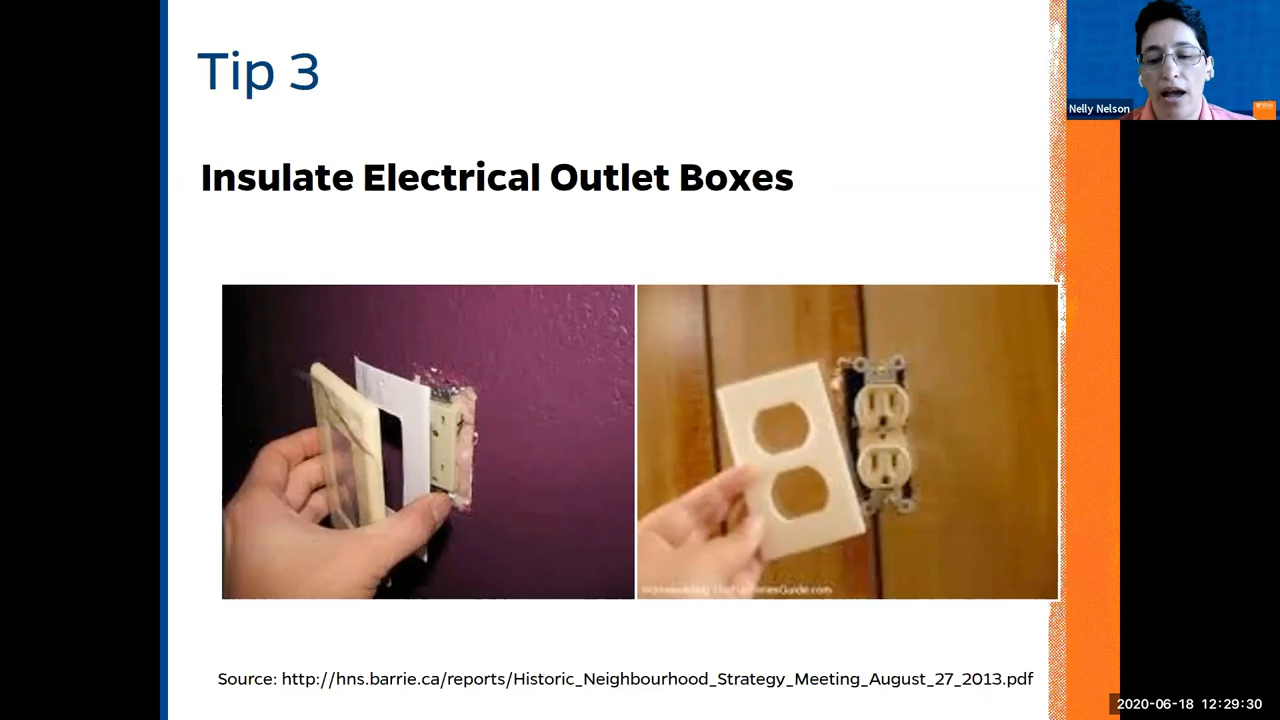 Tip 3
Nelly Nelson
Insulate Electrical Outlet Boxes
Source: http://hns.barrie.ca/reports/Historic_Neighbourhood_Strategy_Meeting_August_27_2013.pdf
2020-06-18 12:29:30